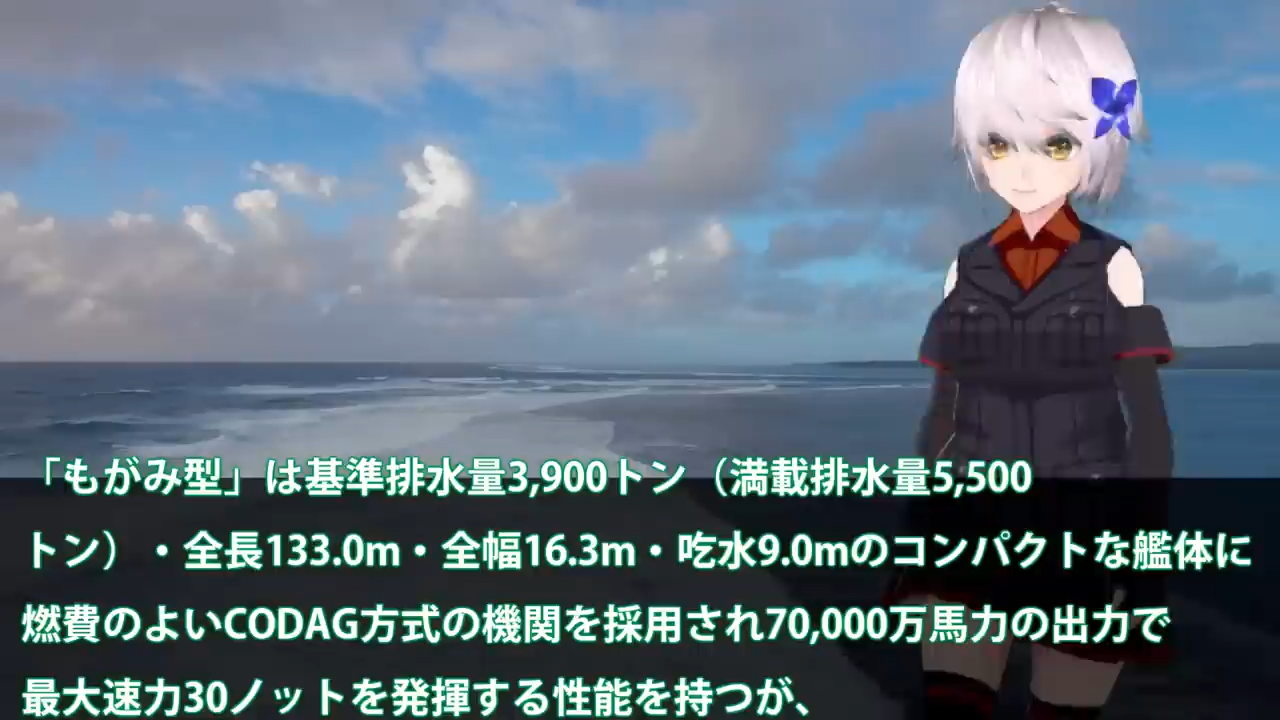 「もがみ型」は基準排水量3,900トン（満載排水量5,500
トン）・全長133.0m・全幅16.3m・吃水9.0mのコンパクトな艦体に
燃費のよいCODAG方式の機関を採用され70,000万馬力の出力で
最大速力30ノットを発揮する性能を持つが、